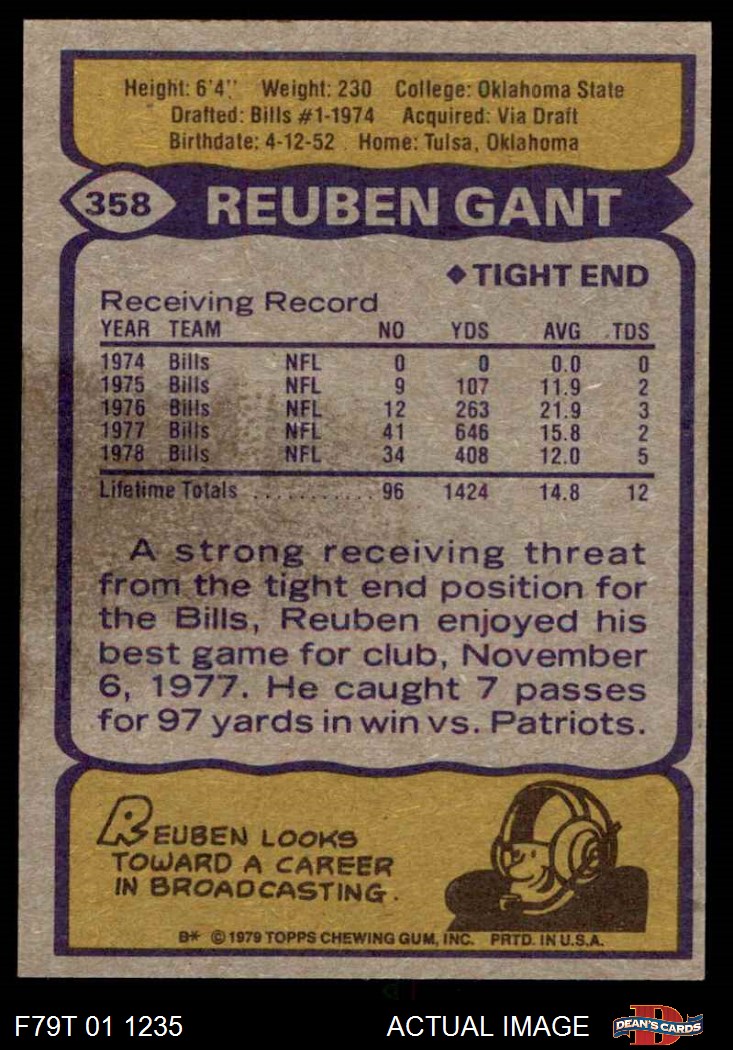 Height: 6'4" Weight: 230 College: Oklahoma State
Drafted: Bills #1-1974 Acquired: Via Draft
Birthdate: 4-12-52 Home: Tulsa, Oklahoma
358 REUBEN GANT
◆TIGHT END
Receiving Record
YEAR TEAM NO YDS AVG TDS
1974 Bills NFL 0 0 0.0 0
1975 Bills NFL 9 107 11.9 2
1976 Bills NFL 12 263 21.9 3
1977 Bills NFL 41 646 15.8 2
1978 Bills NFL 34 408 12.0 5
Lifetime Totals ............ 96 1424 14.8 12
A strong receiving threat
from the tight end position for
the Bills, Reuben enjoyed his
best game for club, November
6, 1977. He caught 7 passes
for 97 yards in win vs. Patriots.
REUBEN LOOKS
TOWARD A CAREER
IN BROADCASTING.
B* © 1979 TOPPS CHEWING GUM, INC. PRTD. IN U.S.A.
F79T 01 1235 ACTUAL IMAGE DEAN'S CARDS